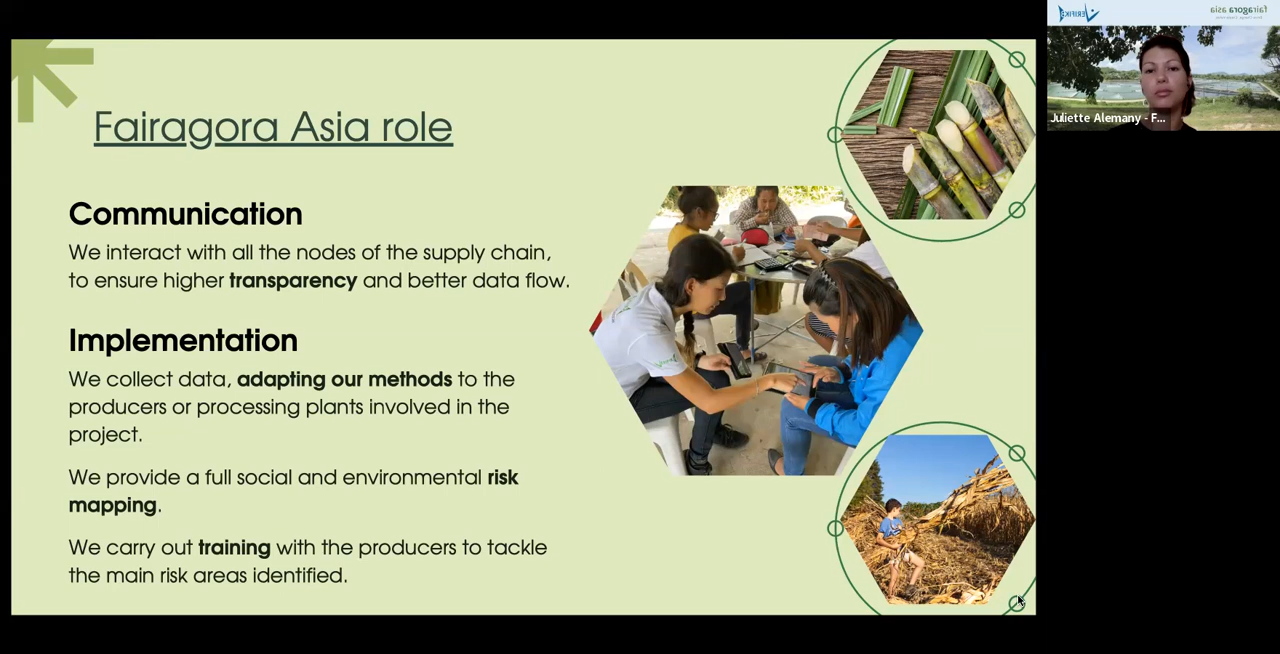 Fairagora Asia role
Communication
We interact with all the nodes of the supply chain,
to ensure higher transparency and better data flow.
Implementation
We collect data, adapting our methods to the
producers or processing plants involved in the
project.
We provide a full social and environmental risk
mapping.
We carry out training with the producers to tackle
the main risk areas identified.
VERIFIK
fairagora asia
Juliette Alemany - F...